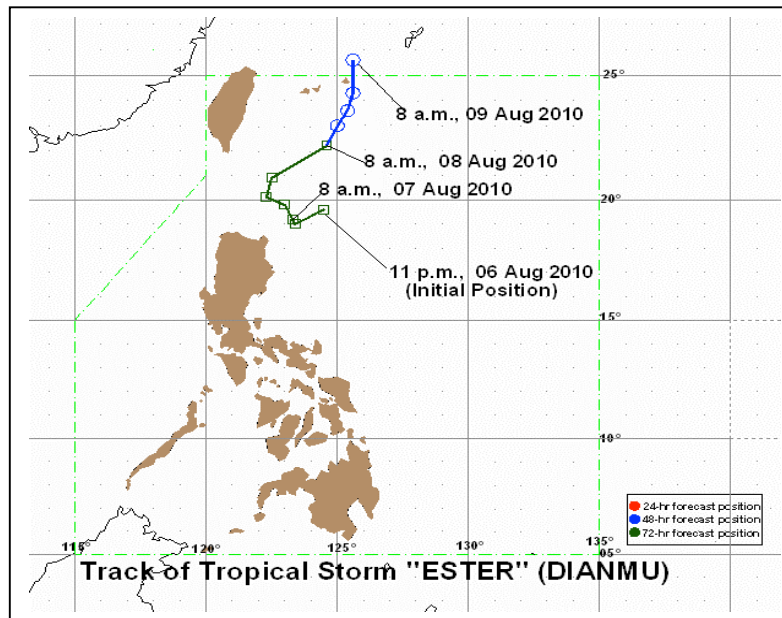 25°
8 a.m., 09 Aug 2010
8 a.m., 08 Aug 2010
8 a.m., 07 Aug 2010
20°
11 p.m., 06 Aug 2010
(Initial Position)
15°
10°
24-hr forecast position
48-hr forecast position
72-hr forecast position
115° 120° 125° 130° 135°
05°
Track of Tropical Storm "ESTER" (DIANMU)